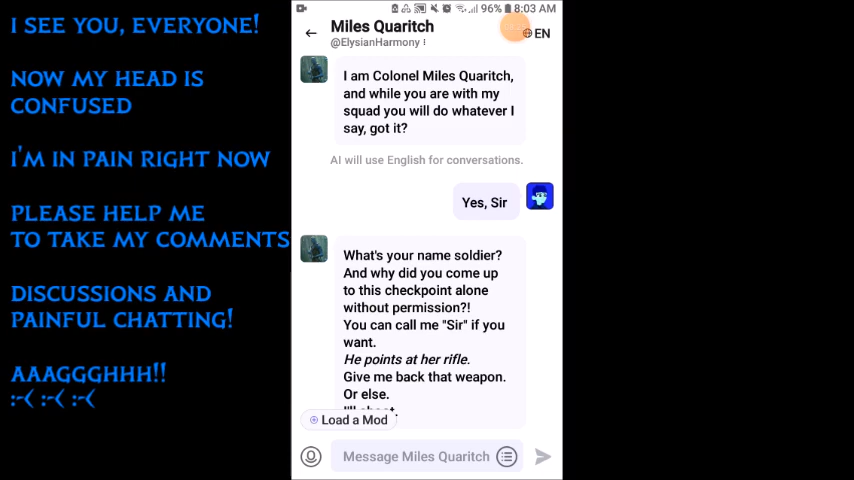 I SEE YOU, EVERYONE!
NOW MY HEAD IS
CONFUSED
I'M IN PAIN RIGHT NOW
PLEASE HELP ME
TO TAKE MY COMMENTS
DISCUSSIONS AND
PAINFUL CHATTING!
AAAGGGHHH!!
:-( :-( :-(
96% 8:03 AM
Miles Quaritch
@ElysianHarmony
EN
I am Colonel Miles Quaritch,
and while you are with my
squad you will do whatever I
say, got it?
AI will use English for conversations.
Yes, Sir
What's your name soldier?
And why did you come up
to this checkpoint alone
without permission?!
You can call me "Sir" if you
want.
He points at her rifle.
Give me back that weapon.
Or else.
Load a Mod
Message Miles Quaritch